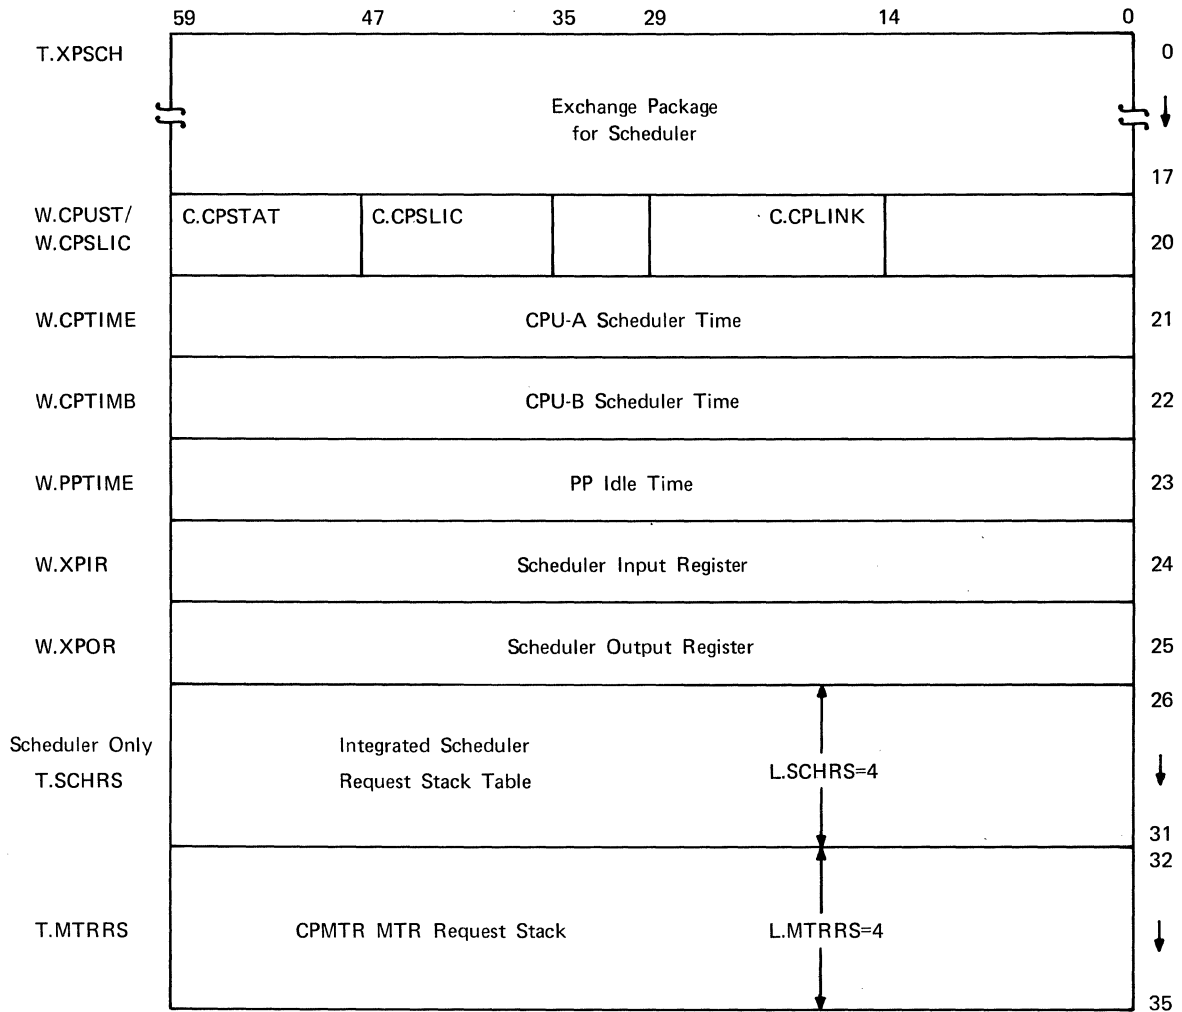 59 47 35 29 14 0
T.XPSCH 0
Exchange Package
for Scheduler
17
W.CPUST/ C.CPSTAT C.CPSLIC C.CPLINK
W.CPSLIC 20
W.CPTIME CPU-A Scheduler Time 21
W.CPTIMB CPU-B Scheduler Time 22
W.PPTIME PP Idle Time 23
W.XPIR Scheduler Input Register 24
W.XPOR Scheduler Output Register 25
26
Scheduler Only Integrated Scheduler
T.SCHRS Request Stack Table L.SCHRS=4
31
32
T.MTRRS CPMTR MTR Request Stack L.MTRRS=4
35